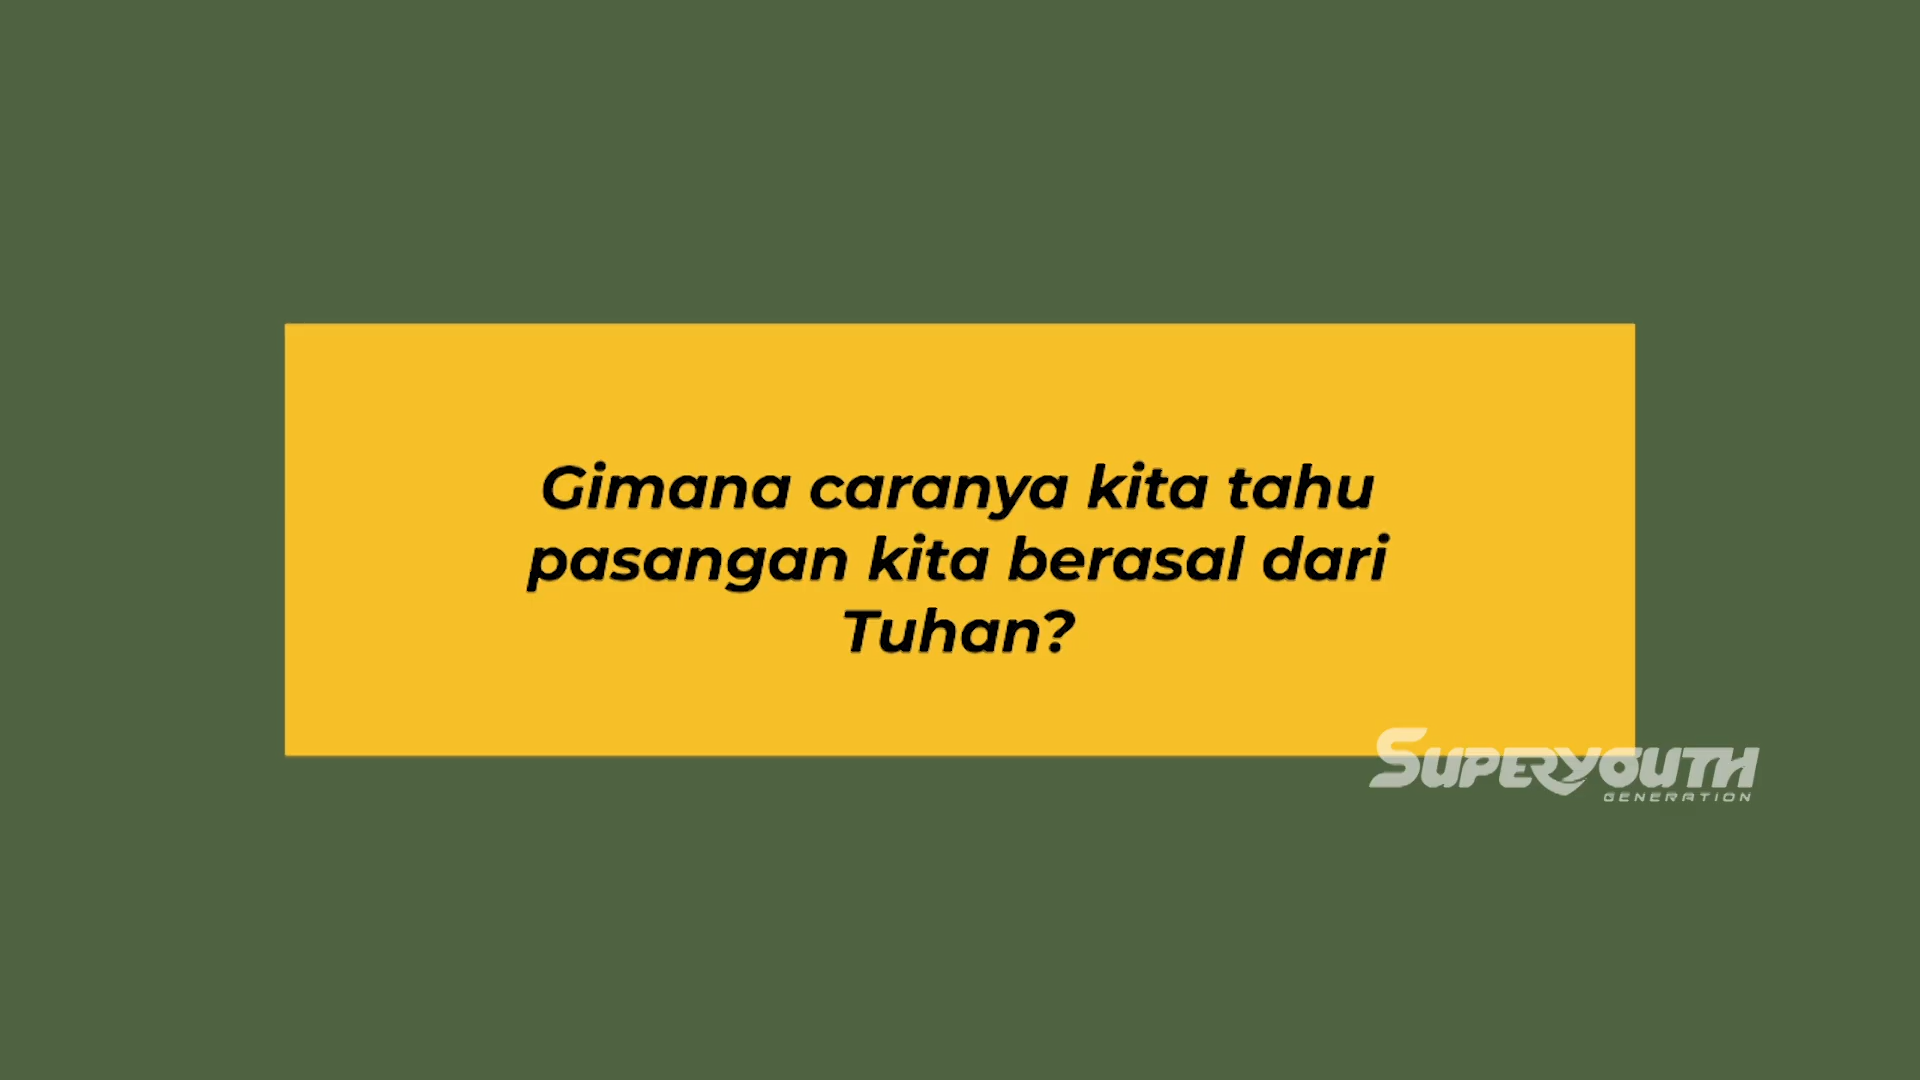 Gimana caranya kita tahu
pasangan kita berasal dari
Tuhan?
SUPERYOUTH
GENERATION